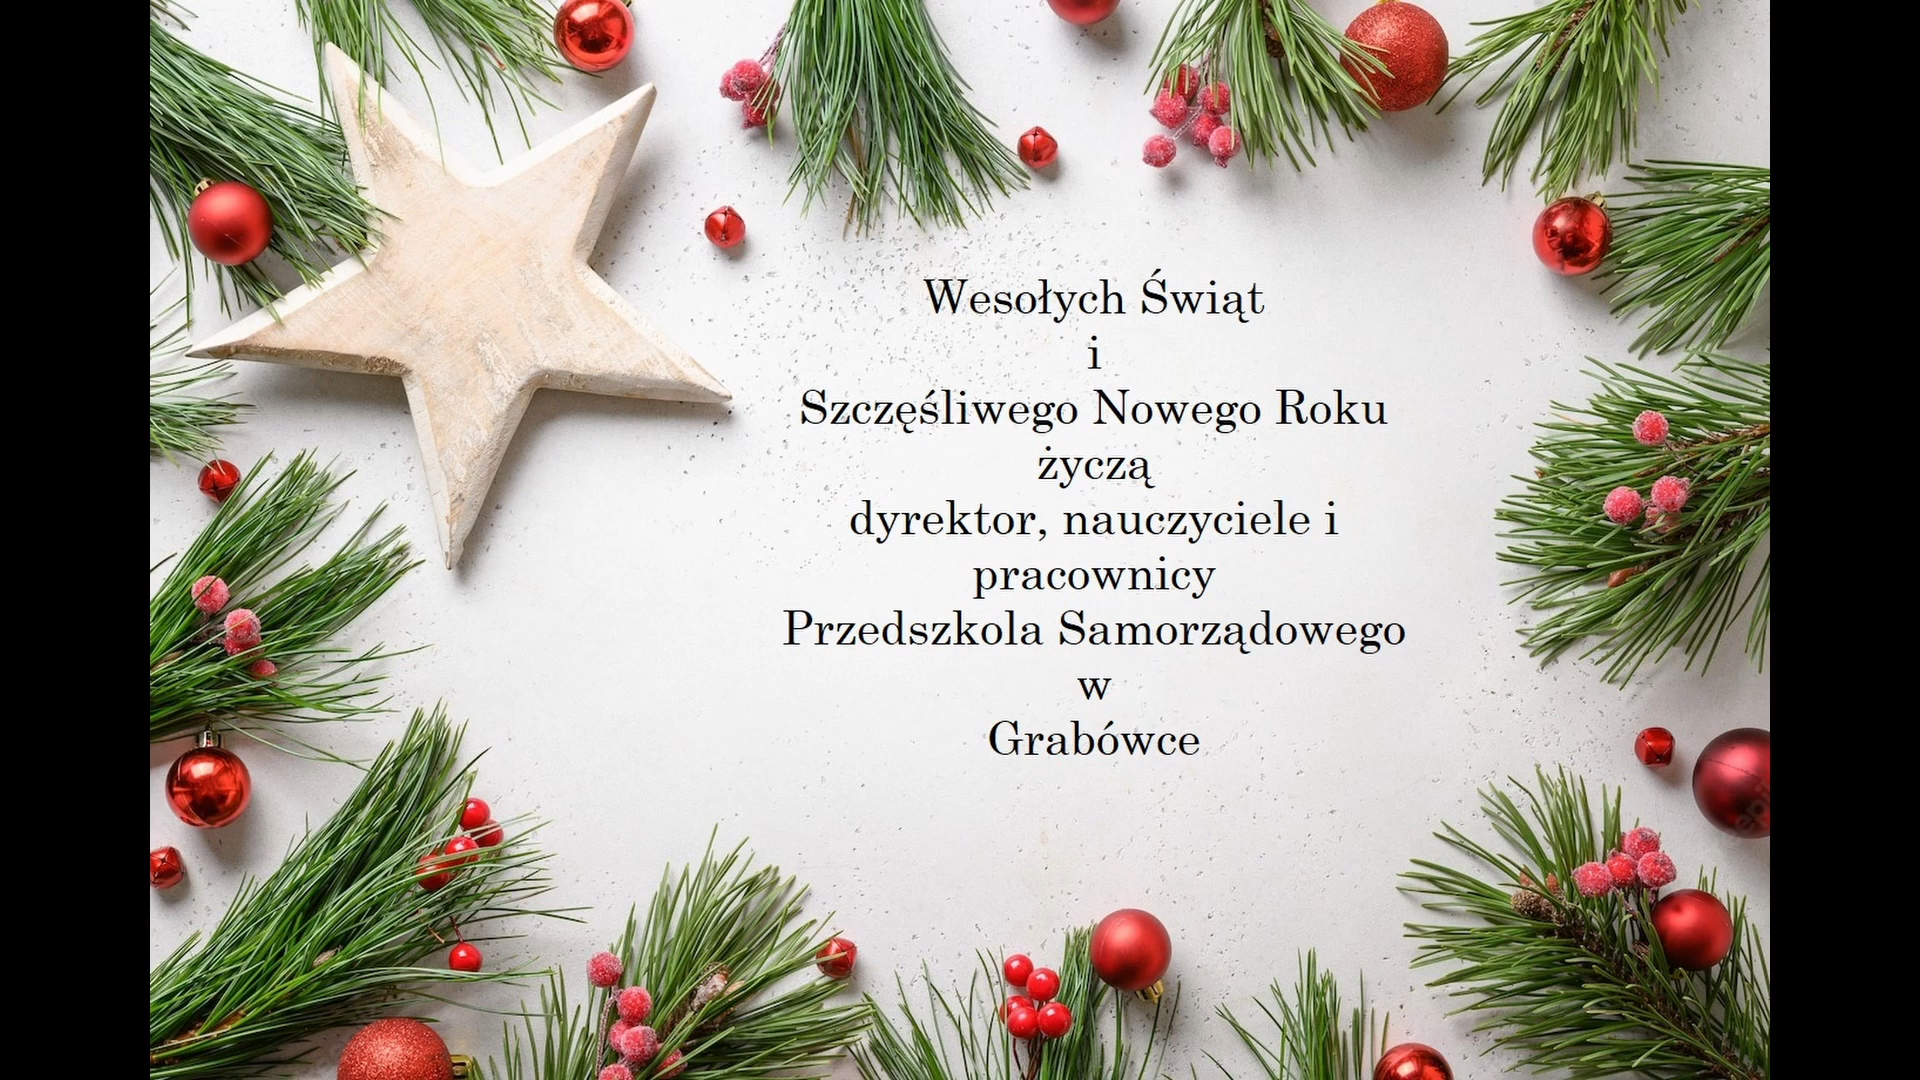 Wesołych Świąt
i
Szczęśliwego Nowego Roku
życzą
dyrektor, nauczyciele i
pracownicy
Przedszkola Samorządowego
w
Grabówce